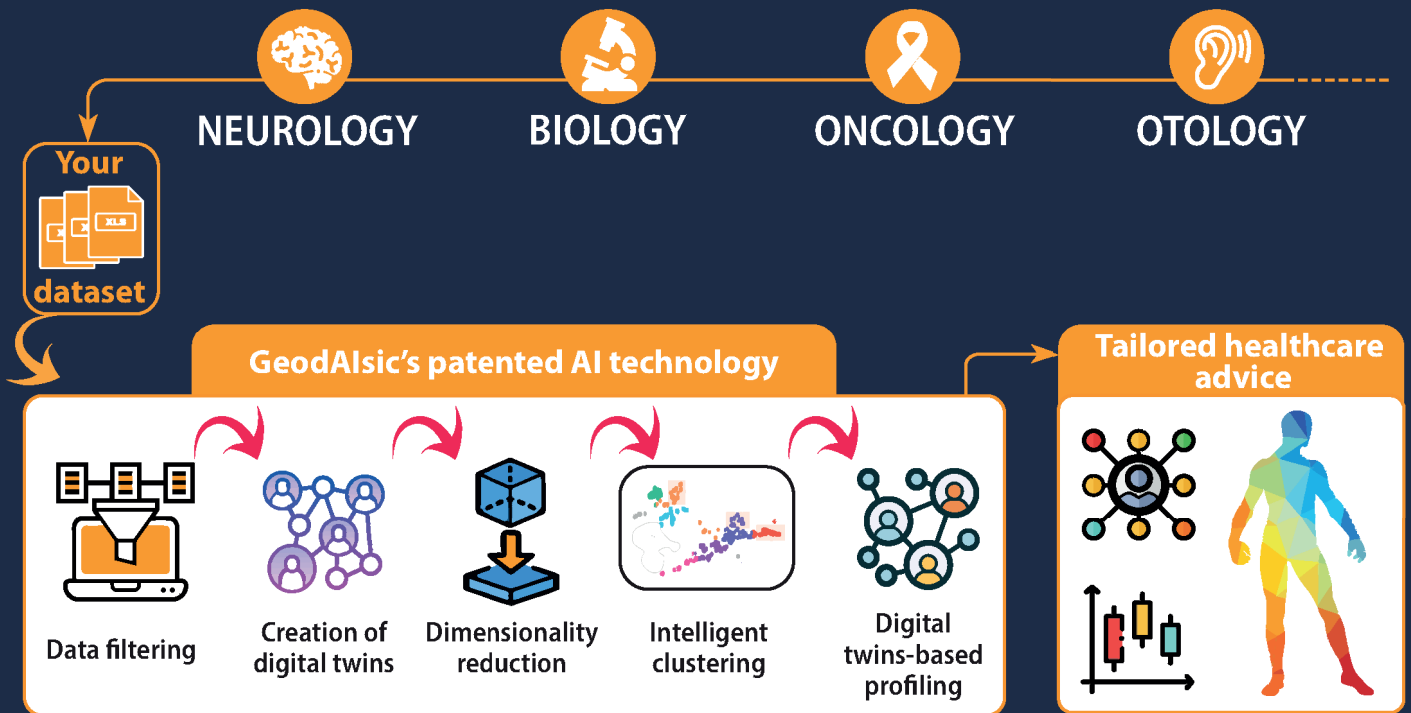 NEUROLOGY
BIOLOGY
ONCOLOGY
OTOLOGY
Your
X
X
XLS
dataset
GeodAIsic's patented AI technology
Data filtering
Creation of
digital twins
Dimensionality
reduction
Intelligent
clustering
Digital
twins-based
profiling
Tailored healthcare
advice